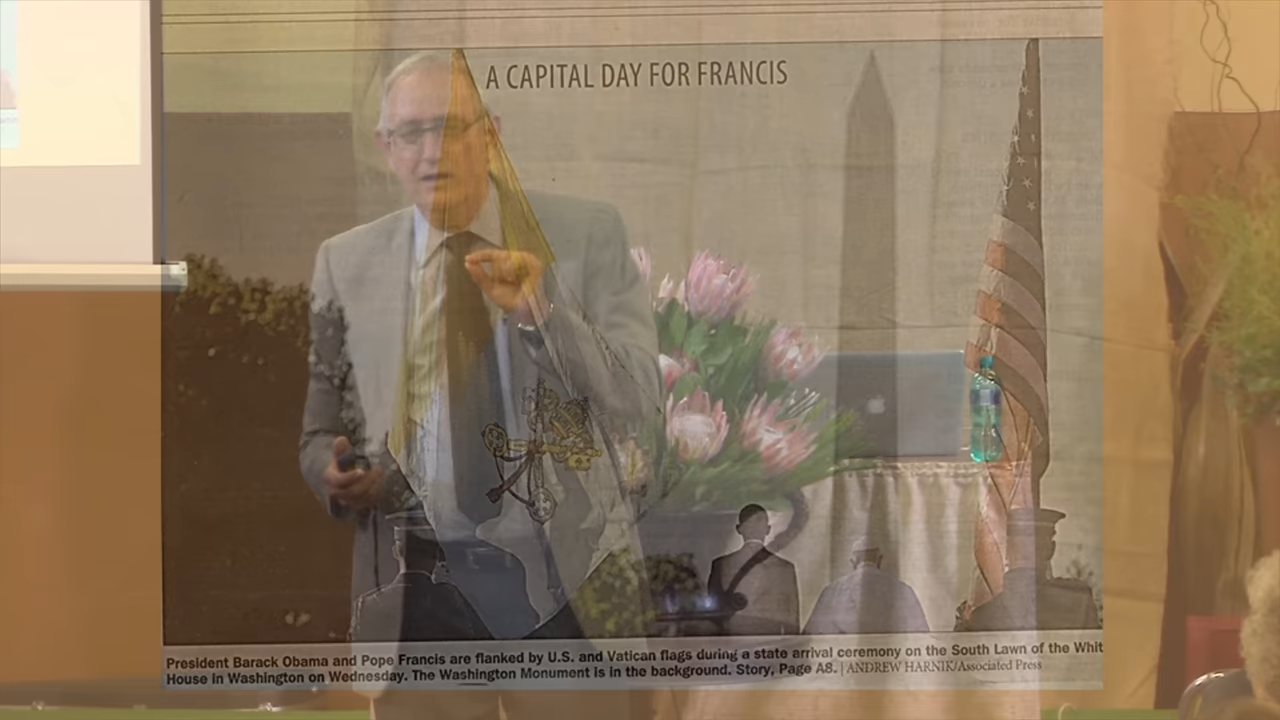 A CAPITAL DAY FOR FRANCIS
President Barack Obama and Pope Francis are flanked by U.S. and Vatican flags during a state arrival ceremony on the South Lawn of the Whit
House in Washington on Wednesday. The Washington Monument is in the background. Story, Page A8. | ANDREW HARNIK/Associated Press